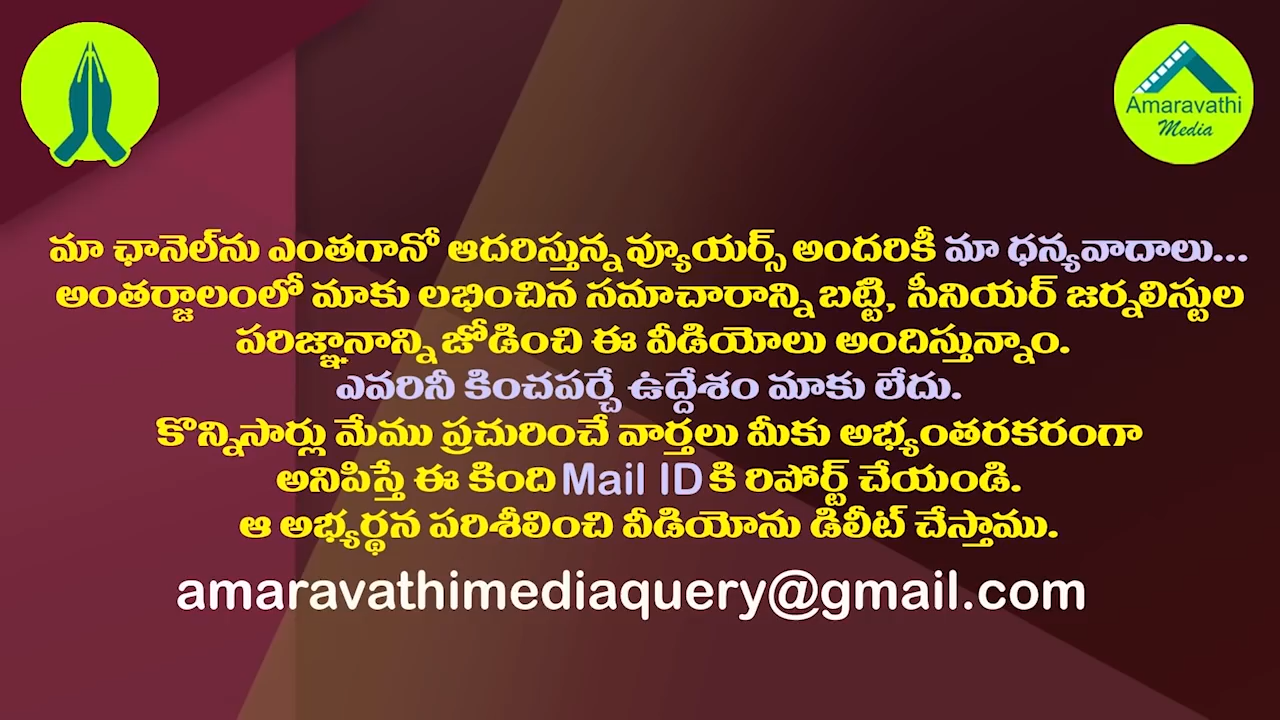 Amaravathi
Media
మా ఛానెల్‌ను ఎంతగానో ఆదరిస్తున్న వ్యూయర్స్ అందరికీ మా ధన్యవాదాలు...
అంతర్జాలంలో మాకు లభించిన సమాచారాన్ని బట్టి, సీనియర్ జర్నలిస్టుల
పరిజ్ఞానాన్ని జోడించి ఈ వీడియోలు అందిస్తున్నాం.
ఎవరినీ కించపర్చే ఉద్దేశం మాకు లేదు.
కొన్నిసార్లు మేము ప్రచురించే వార్తలు మీకు అభ్యంతరకరంగా
అనిపిస్తే ఈ కింది Mail ID కి రిపోర్ట్ చేయండి.
ఆ అభ్యర్థన పరిశీలించి వీడియోను డిలీట్ చేస్తాము.
amaravathimediaquery@gmail.com